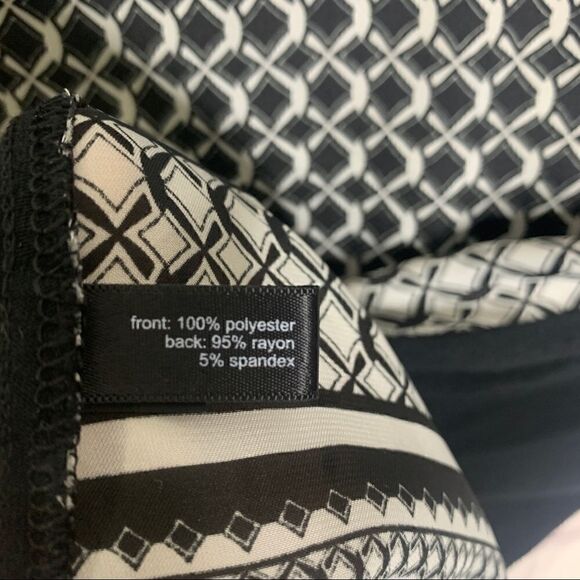 front: 100% polyester
back: 95% rayon
5% spandex